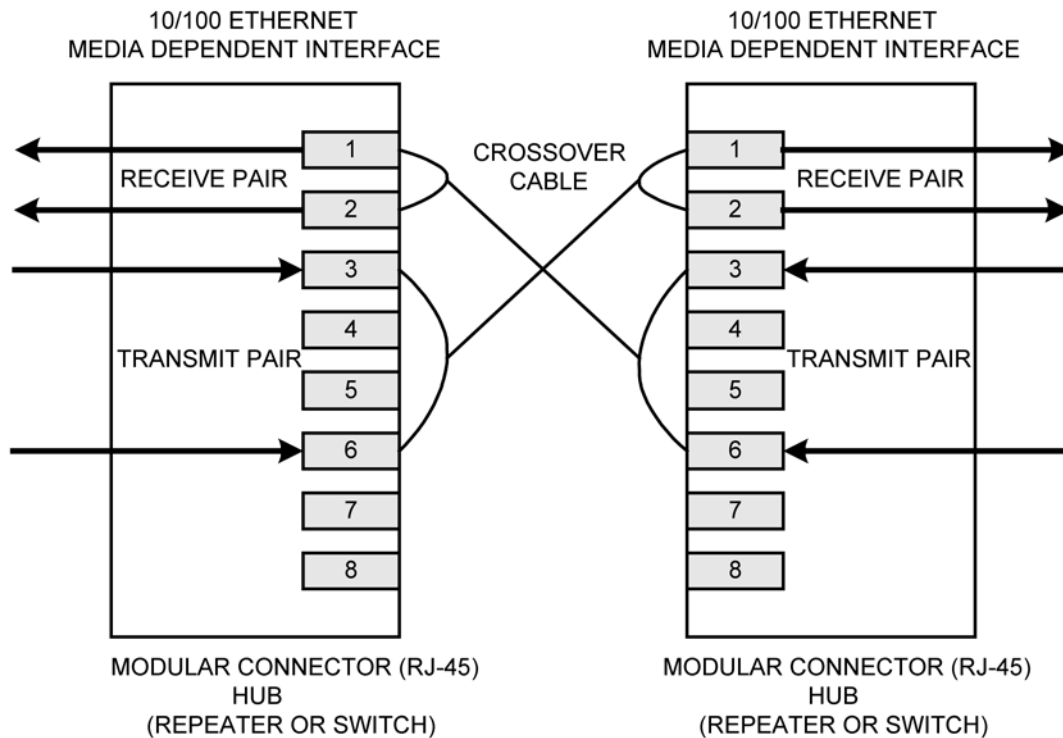 10/100 ETHERNET
MEDIA DEPENDENT INTERFACE
10/100 ETHERNET
MEDIA DEPENDENT INTERFACE
1
RECEIVE PAIR
2
3
4
TRANSMIT PAIR
5
6
7
8
CROSSOVER
CABLE
1
RECEIVE PAIR
2
3
4
TRANSMIT PAIR
5
6
7
8
MODULAR CONNECTOR (RJ-45)
HUB
(REPEATER OR SWITCH)
MODULAR CONNECTOR (RJ-45)
HUB
(REPEATER OR SWITCH)